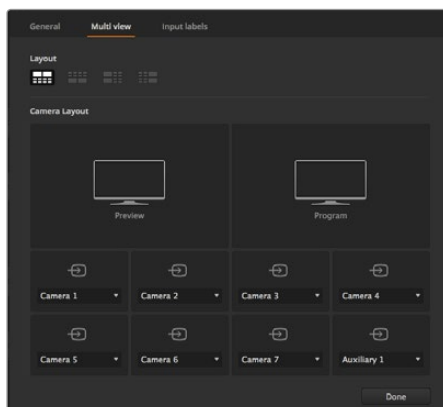 General Multi view Input labels
Layout
Camera Layout
Preview Program
Camera 1 Camera 2 Camera 3 Camera 4
Camera 5 Camera 6 Camera 7 Auxiliary 1
Done